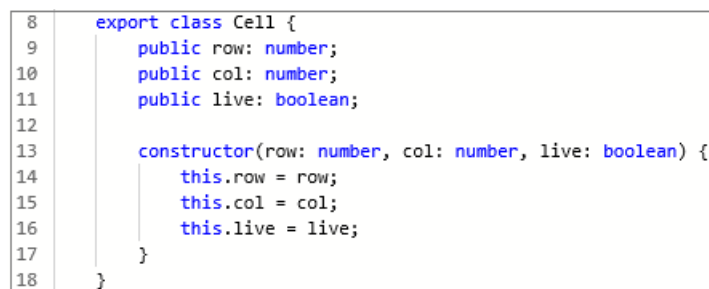 8 export class Cell {
9 public row: number;
10 public col: number;
11 public live: boolean;
12
13 constructor(row: number, col: number, live: boolean) {
14 this.row = row;
15 this.col = col;
16 this.live = live;
17 }
18 }